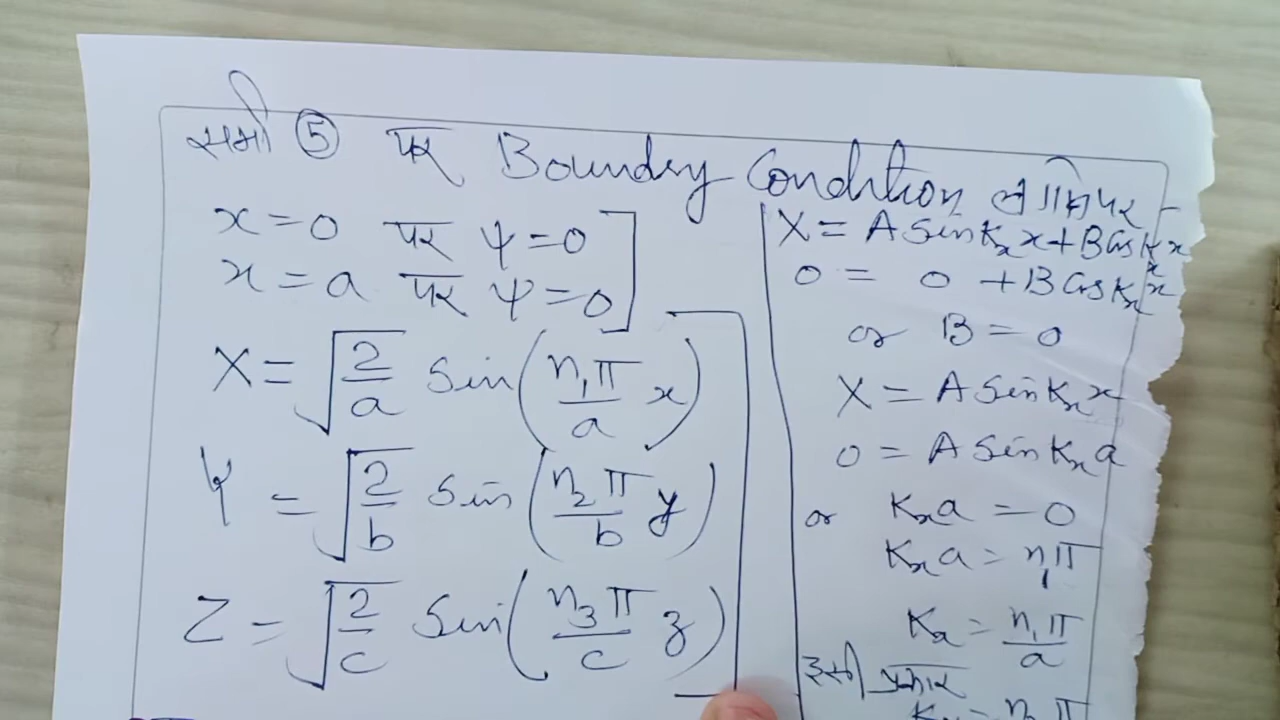 समी ⑤ पर Boundry Condition लगाने पर -
x = 0 पर ψ = 0
x = a पर ψ = 0
X = √(2/a) Sin(n₁π/a x)
Y = √(2/b) Sin(n₂π/b y)
Z = √(2/c) Sin(n₃π/c z)
X = A Sin Kₓx + B Cos Kₓx
0 = 0 + B Cos Kₓx
or B = 0
X = A Sin Kₓx
0 = A Sin Kₓa
or Kₓa = 0
Kₓa = n₁π
Kₓ = n₁π/a
इसी प्रकार